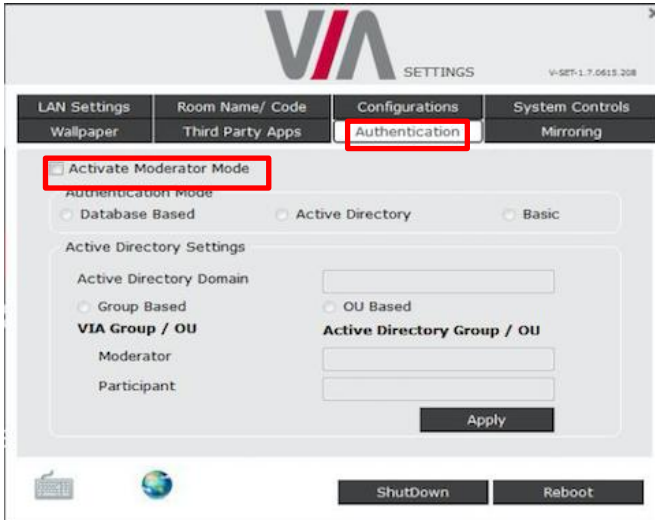 VIA
SETTINGS
V-SET-1.7.0615.208
LAN Settings Room Name/ Code Configurations System Controls
Wallpaper Third Party Apps Authentication Mirroring
Activate Moderator Mode
Authentication Mode
Database Based Active Directory Basic
Active Directory Settings
Active Directory Domain
Group Based OU Based
VIA Group / OU Active Directory Group / OU
Moderator
Participant
Apply
ShutDown Reboot